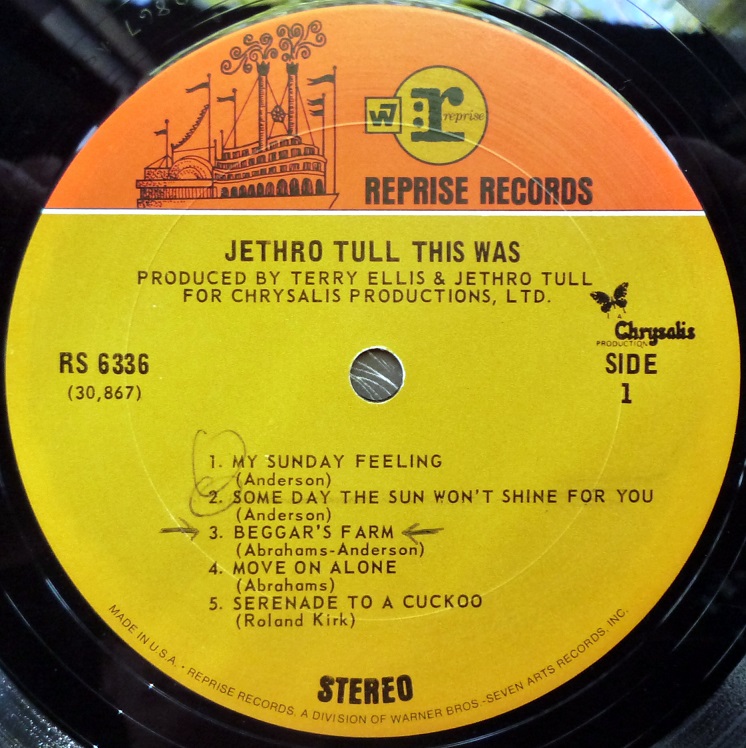 W7 r: reprise
REPRISE RECORDS
JETHRO TULL THIS WAS
PRODUCED BY TERRY ELLIS & JETHRO TULL
FOR CHRYSALIS PRODUCTIONS, LTD.
A
Chrysalis
PRODUCTION
RS 6336
(30,867)
SIDE
1
1. MY SUNDAY FEELING
(Anderson)
2. SOME DAY THE SUN WON'T SHINE FOR YOU
(Anderson)
3. BEGGAR'S FARM
(Abrahams-Anderson)
4. MOVE ON ALONE
(Abrahams)
5. SERENADE TO A CUCKOO
(Roland Kirk)
STEREO
MADE IN U.S.A. • REPRISE RECORDS, A DIVISION OF WARNER BROS.-SEVEN ARTS RECORDS, INC.